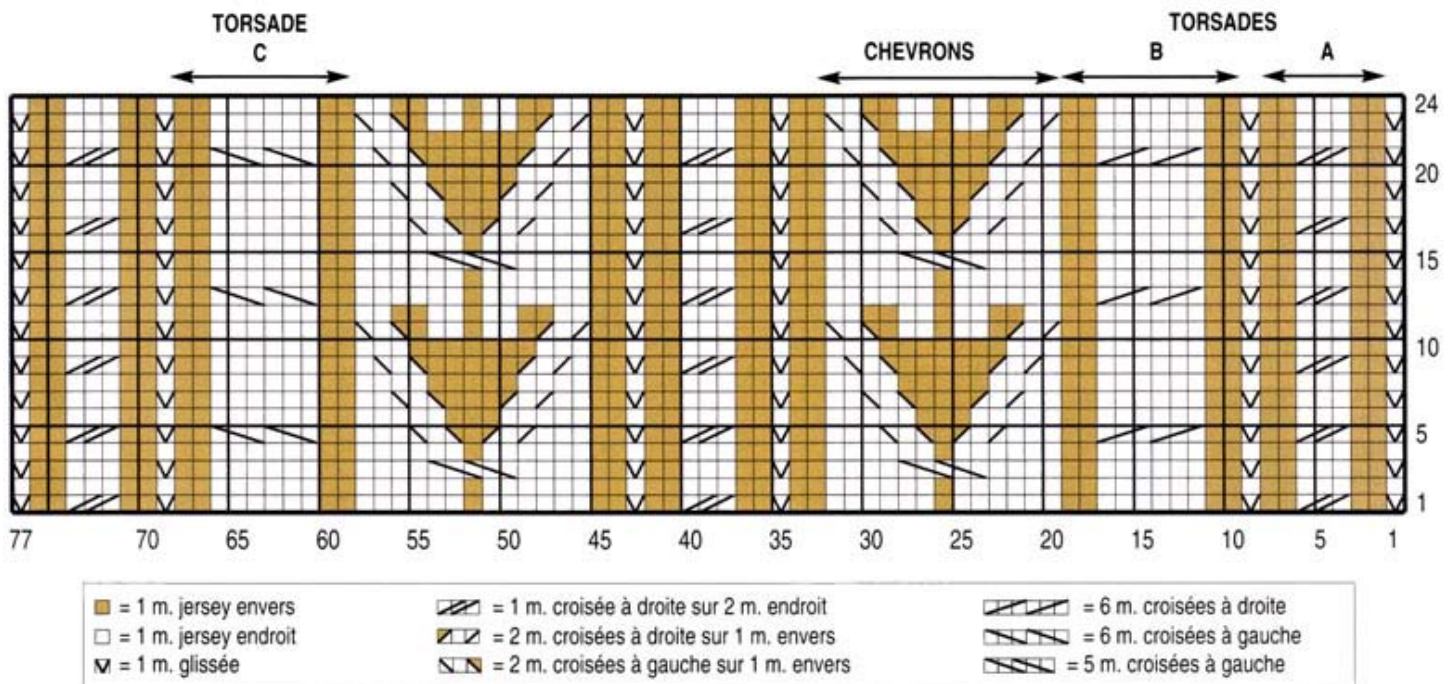 TORSADE
C
TORSADES
CHEVRONS
B
A
24
20
15
10
5
1
77 70 65 60 55 50 45 40 35 30 25 20 15 10 5 1
= 1 m. jersey envers
= 1 m. jersey endroit
= 1 m. glissée
= 1 m. croisée à droite sur 2 m. endroit
= 2 m. croisées à droite sur 1 m. envers
= 2 m. croisées à gauche sur 1 m. envers
= 6 m. croisées à droite
= 6 m. croisées à gauche
= 5 m. croisées à gauche